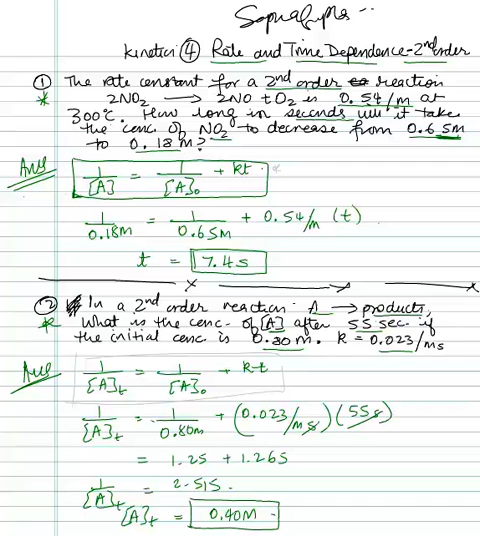 Kinetics ④ Rate and Time Dependence - 2nd order
① The rate constant for a 2nd order reaction
* 2NO2 → 2NO + O2 is 0.54/m at
300°C. How long in seconds will it take
the conc of NO2 to decrease from 0.65m
to 0.18m?
Ans 1/[A] = 1/[A]o + kt
1/0.18M = 1/0.65M + 0.54/m (t)
t = 7.4s
② In a 2nd order reaction A → products,
* What is the conc. of [A] after 55 sec if
the initial conc is 0.80m. k = 0.023/ms
Ans 1/[A]t = 1/[A]o + kt
1/[A]t = 1/0.80m + (0.023/ms)(55s)
= 1.25 + 1.265
1/[A]t = 2.515.
[A]t = 0.40M